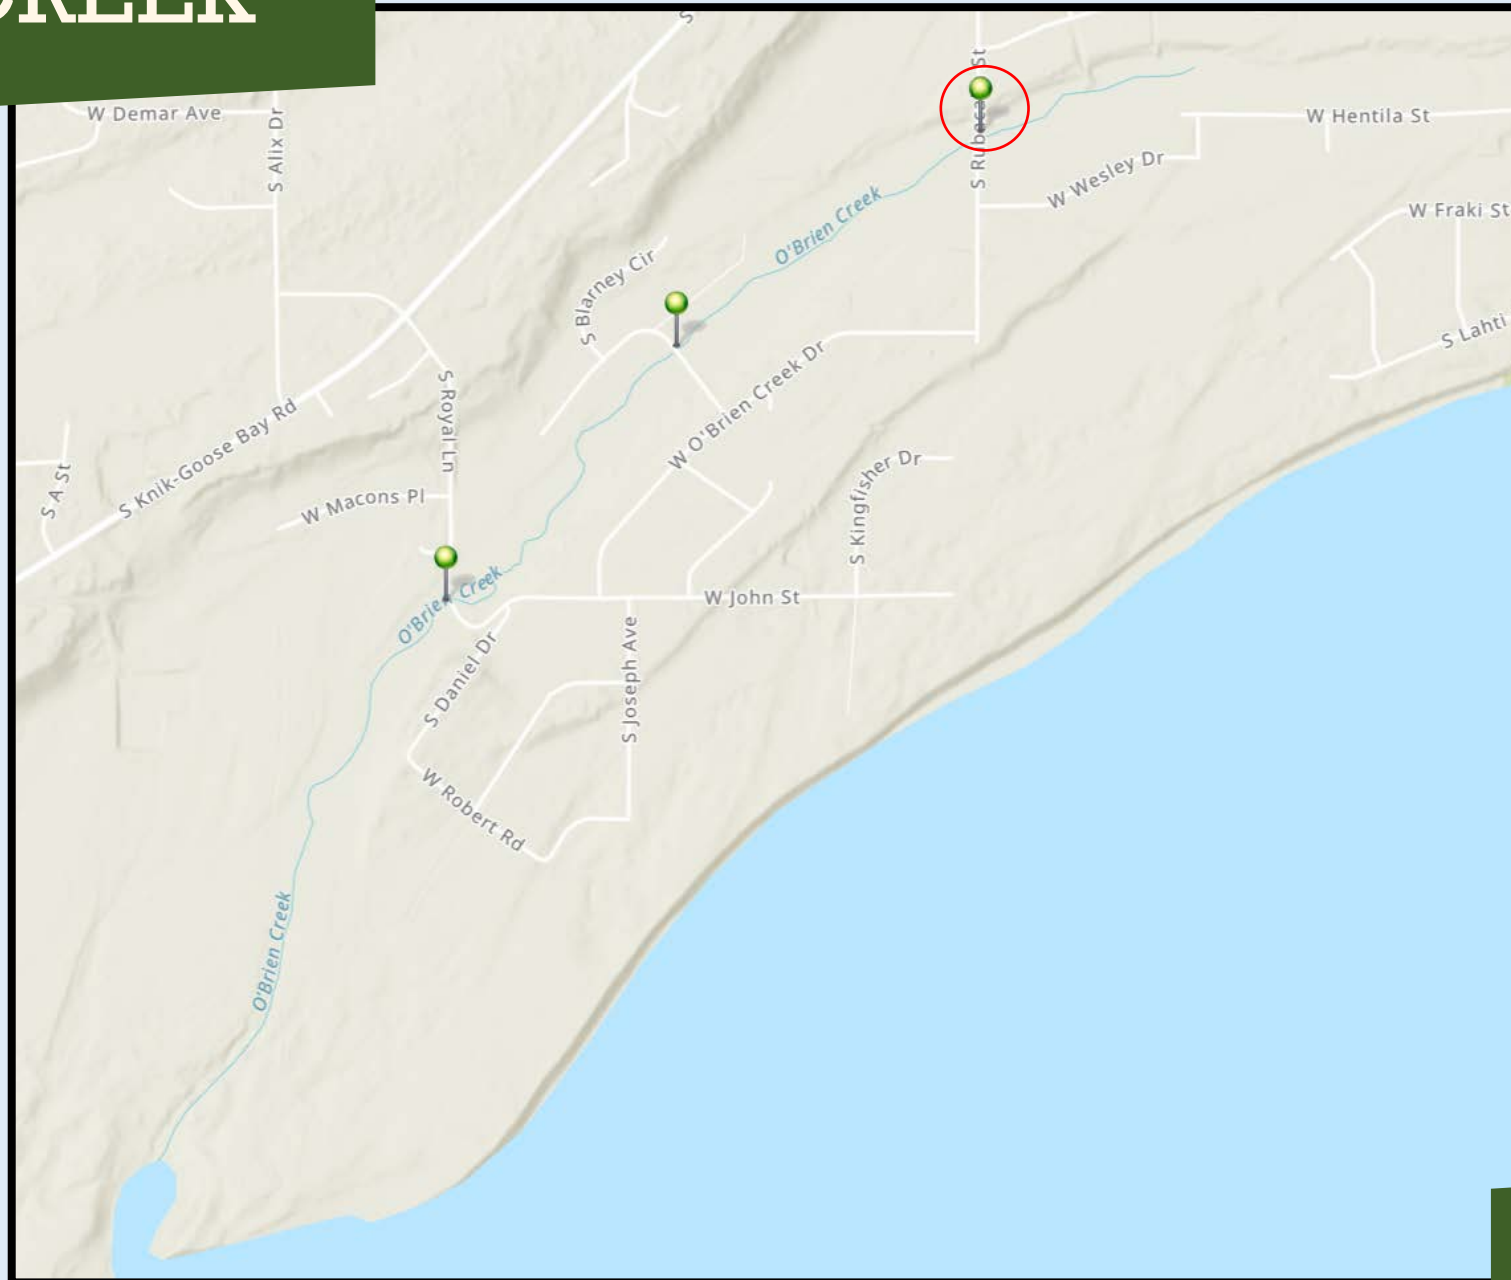 W Demar Ave
S Alix Dr
W Hentila St
W Wesley Dr
W Fraki St
O'Brien Creek
S Blarney Cir
S Lahti
W O'Brien Creek Dr
S Royal Ln
S Knik-Goose Bay Rd
S A St
W Macons Pl
S Kingfisher Dr
O'Brien Creek
W John St
S Daniel Dr
S Joseph Ave
W Robert Rd
O'Brien Creek